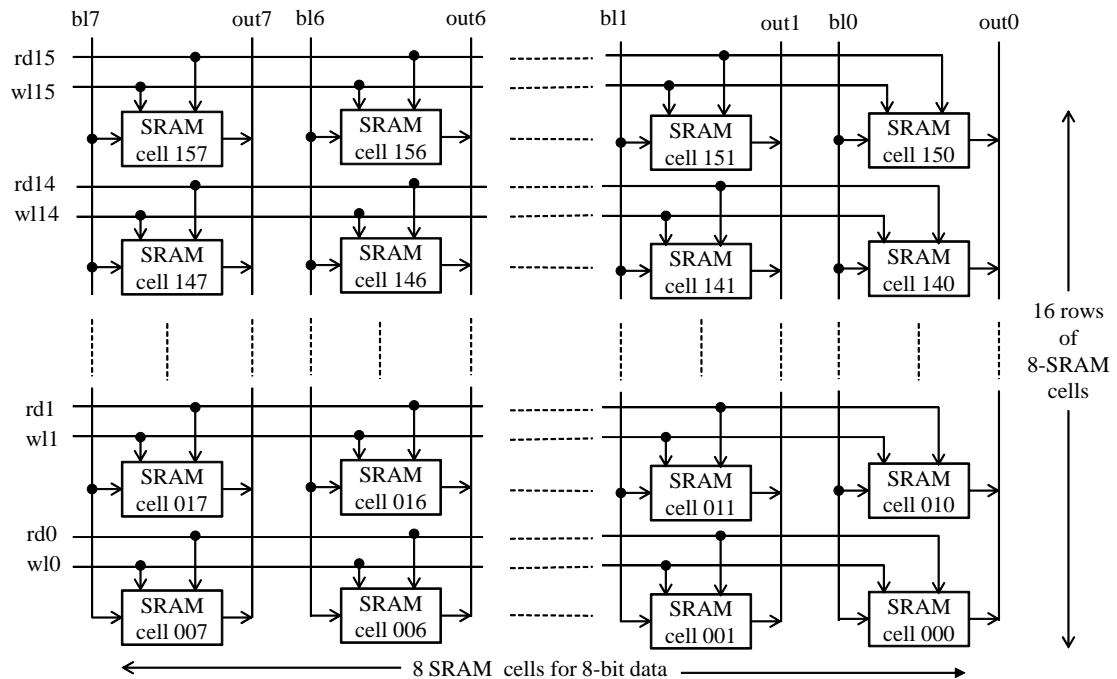 bl7 out7 bl6 out6 bl1 out1 bl0 out0
rd15
wl15
SRAM cell 157
SRAM cell 156
SRAM cell 151
SRAM cell 150
rd14
wl14
SRAM cell 147
SRAM cell 146
SRAM cell 141
SRAM cell 140
16 rows
of
8-SRAM
cells
rd1
wl1
SRAM cell 017
SRAM cell 016
SRAM cell 011
SRAM cell 010
rd0
wl0
SRAM cell 007
SRAM cell 006
SRAM cell 001
SRAM cell 000
8 SRAM cells for 8-bit data